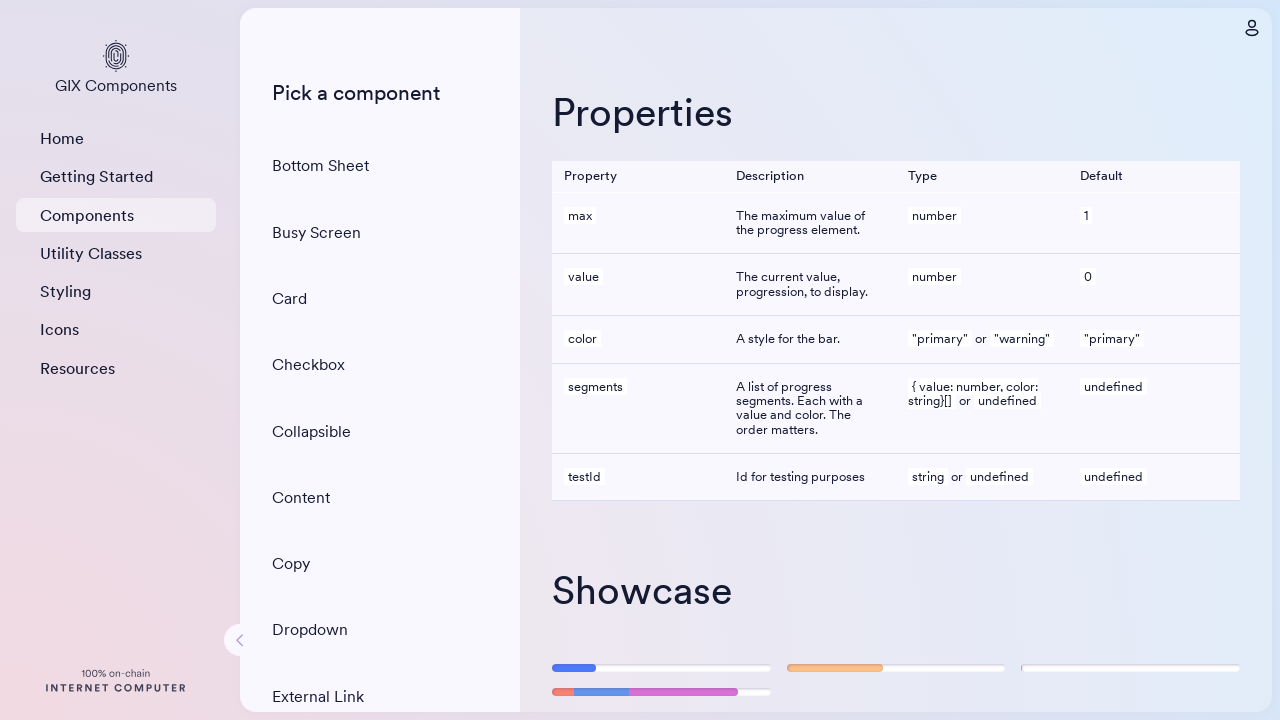 GIX Components
Home
Getting Started
Components
Utility Classes
Styling
Icons
Resources
100% on-chain
INTERNET COMPUTER
Pick a component
Bottom Sheet
Busy Screen
Card
Checkbox
Collapsible
Content
Copy
Dropdown
External Link
Properties
Property Description Type Default
max The maximum value of number 1
the progress element.
value The current value, number 0
progression, to display.
color A style for the bar. "primary" or "warning" "primary"
segments A list of progress { value: number, color: undefined
segments. Each with a string}[] or undefined
value and color. The
order matters.
testId Id for testing purposes string or undefined undefined
Showcase